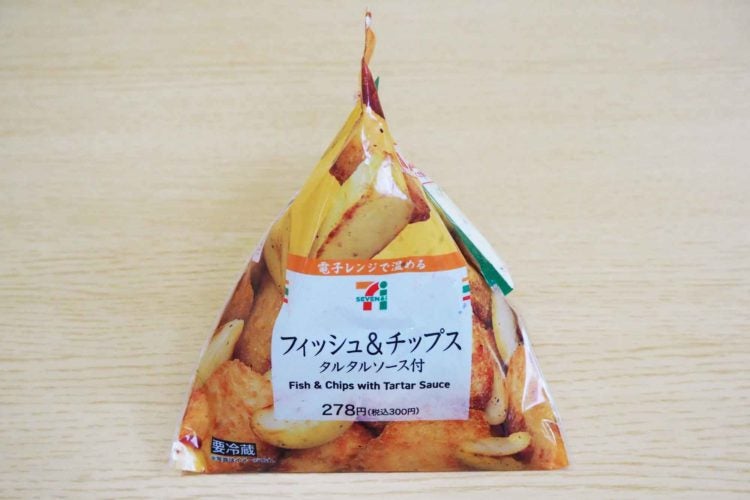 電子レンジで温める
7i
SEVEN&i
フィッシュ&チップス
タルタルソース付
Fish & Chips with Tartar Sauce
278円(税込300円)
要冷蔵